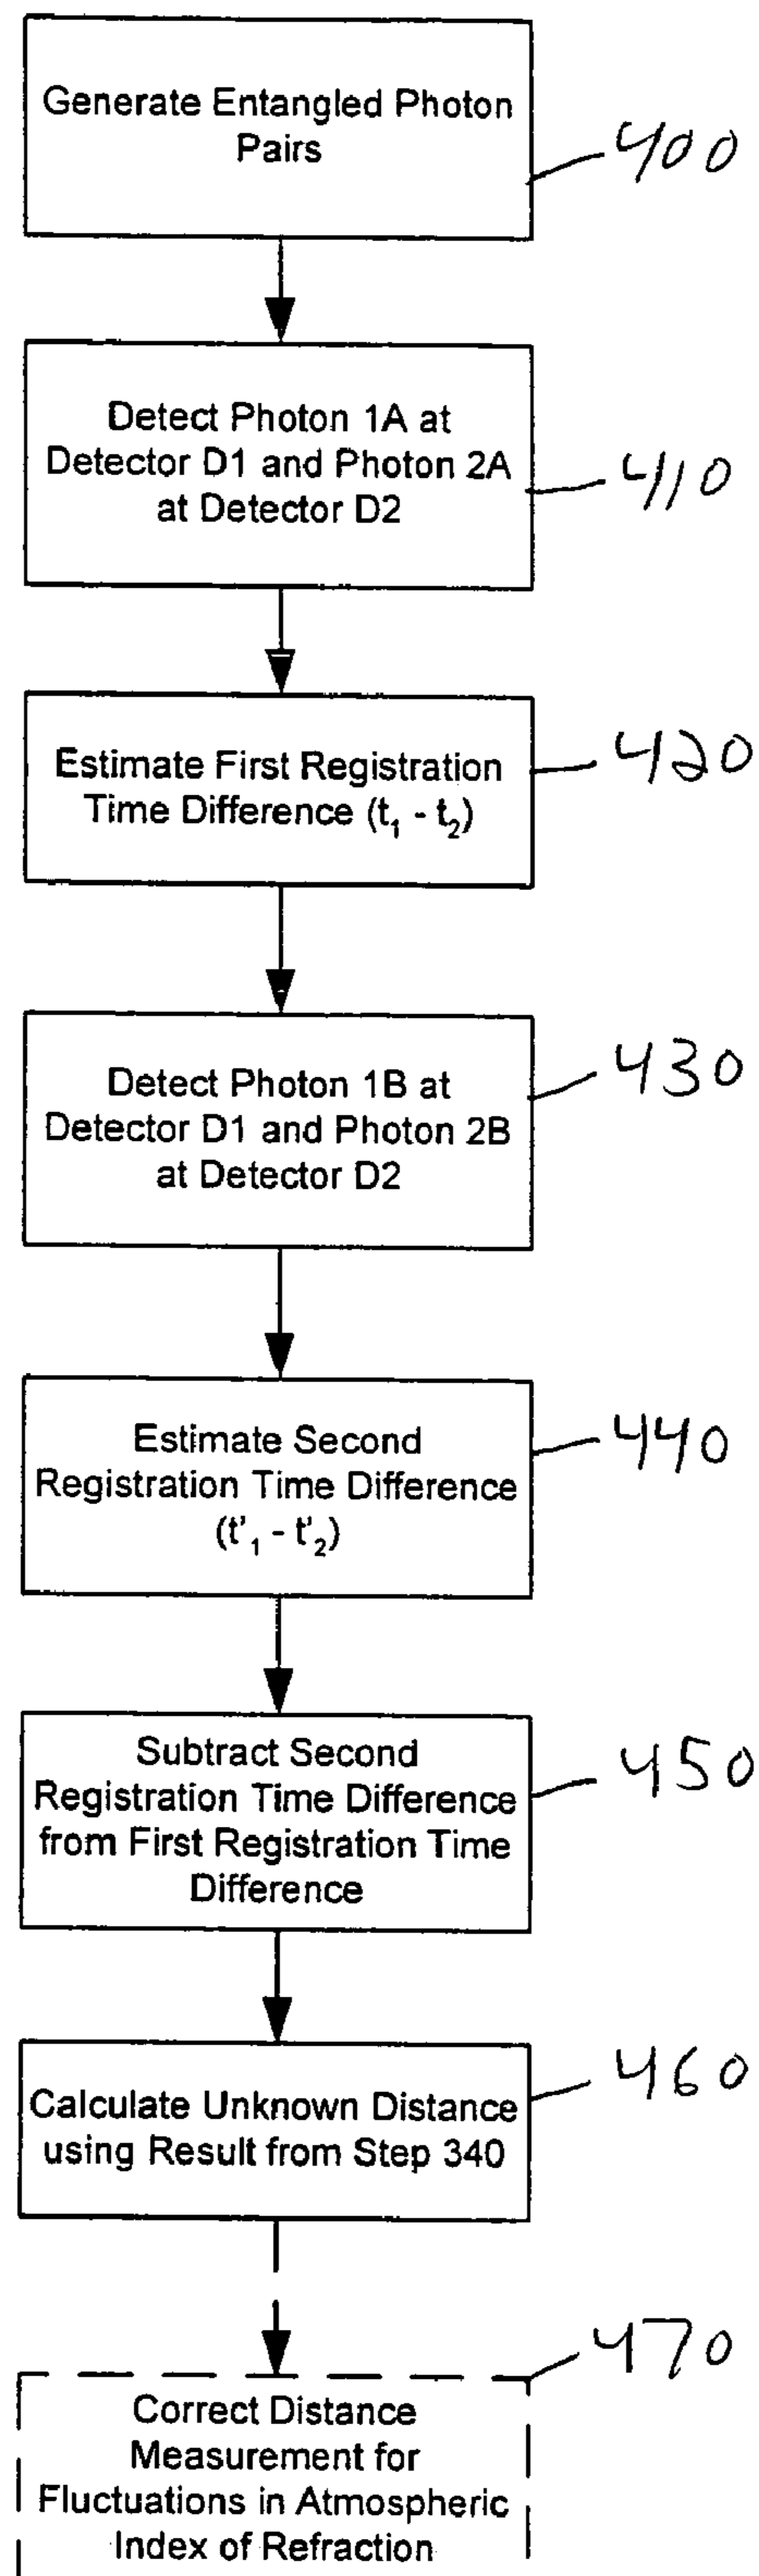 Generate Entangled Photon
Pairs
400
Detect Photon 1A at
Detector D1 and Photon 2A
at Detector D2
410
Estimate First Registration
Time Difference (t₁ - t₂)
420
Detect Photon 1B at
Detector D1 and Photon 2B
at Detector D2
430
Estimate Second
Registration Time Difference
(t'₁ - t'₂)
440
Subtract Second
Registration Time Difference
from First Registration Time
Difference
450
Calculate Unknown Distance
using Result from Step 340
460
Correct Distance
Measurement for
Fluctuations in Atmospheric
Index of Refraction
470